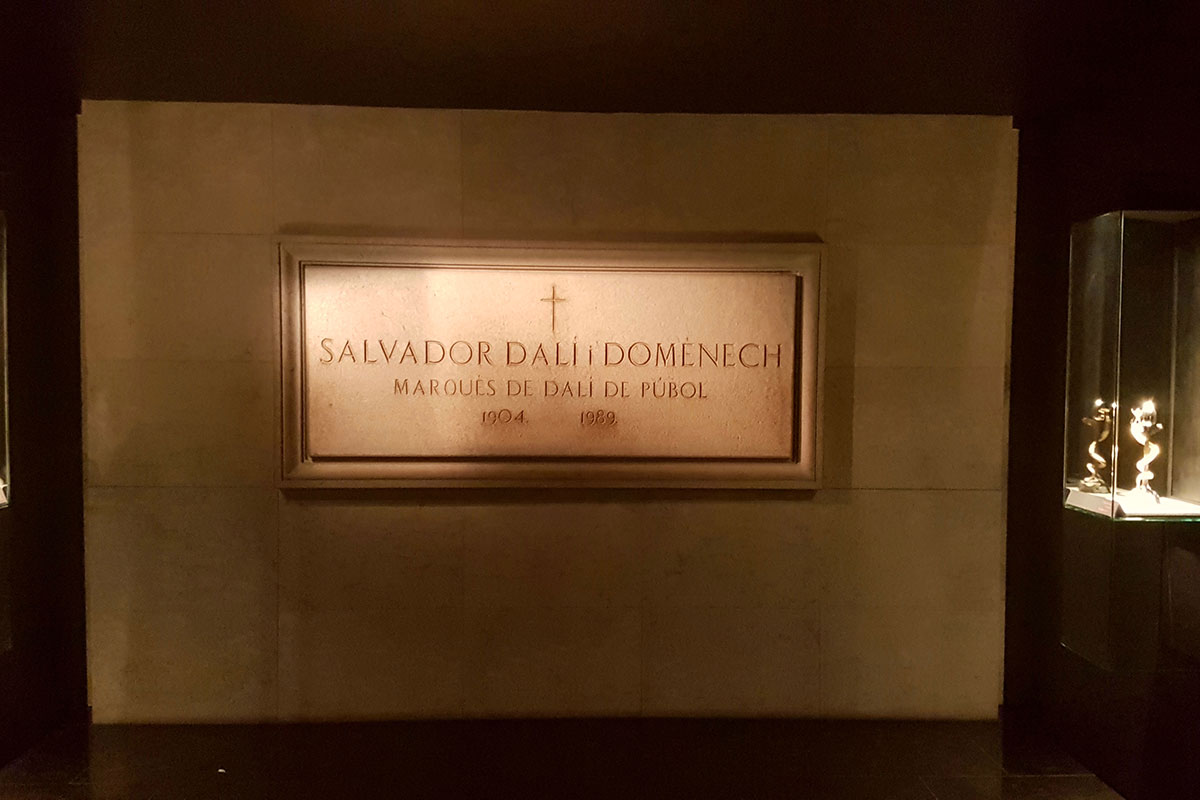 SALVADOR DALÍ i DOMÈNECH
MARQUÈS DE DALÍ DE PÚBOL
1904. 1989.